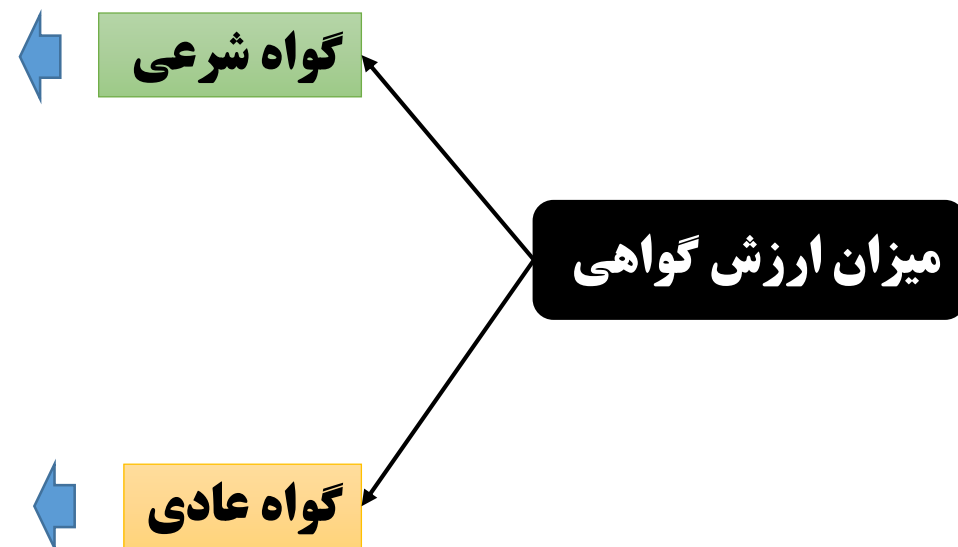 گواه شرعی
میزان ارزش گواهی
گواه عادی